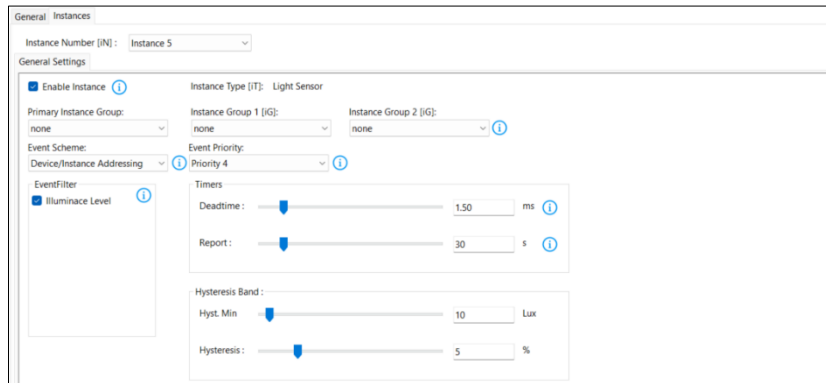 General Instances
Instance Number [iN] : Instance 5
General Settings
Enable Instance Instance Type [iT]: Light Sensor
Primary Instance Group: Instance Group 1 [iG]: Instance Group 2 [iG]:
none none none
Event Scheme: Event Priority:
Device/Instance Addressing Priority 4
EventFilter Timers
Illuminace Level
Deadtime : 1.50 ms
Report : 30 s
Hysteresis Band :
Hyst. Min 10 Lux
Hysteresis : 5 %